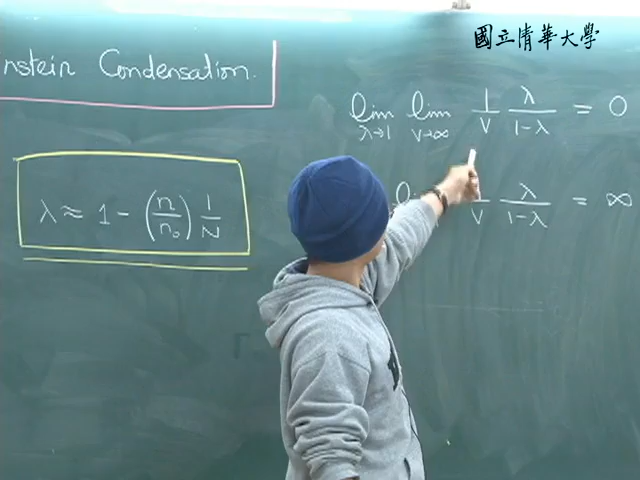 國立清華大學
nstein Condensation.
lim lim 1/V λ/1-λ = 0
λ→1 V→∞
λ ≈ 1 - (n/n₀) 1/N
1/V λ/1-λ = ∞